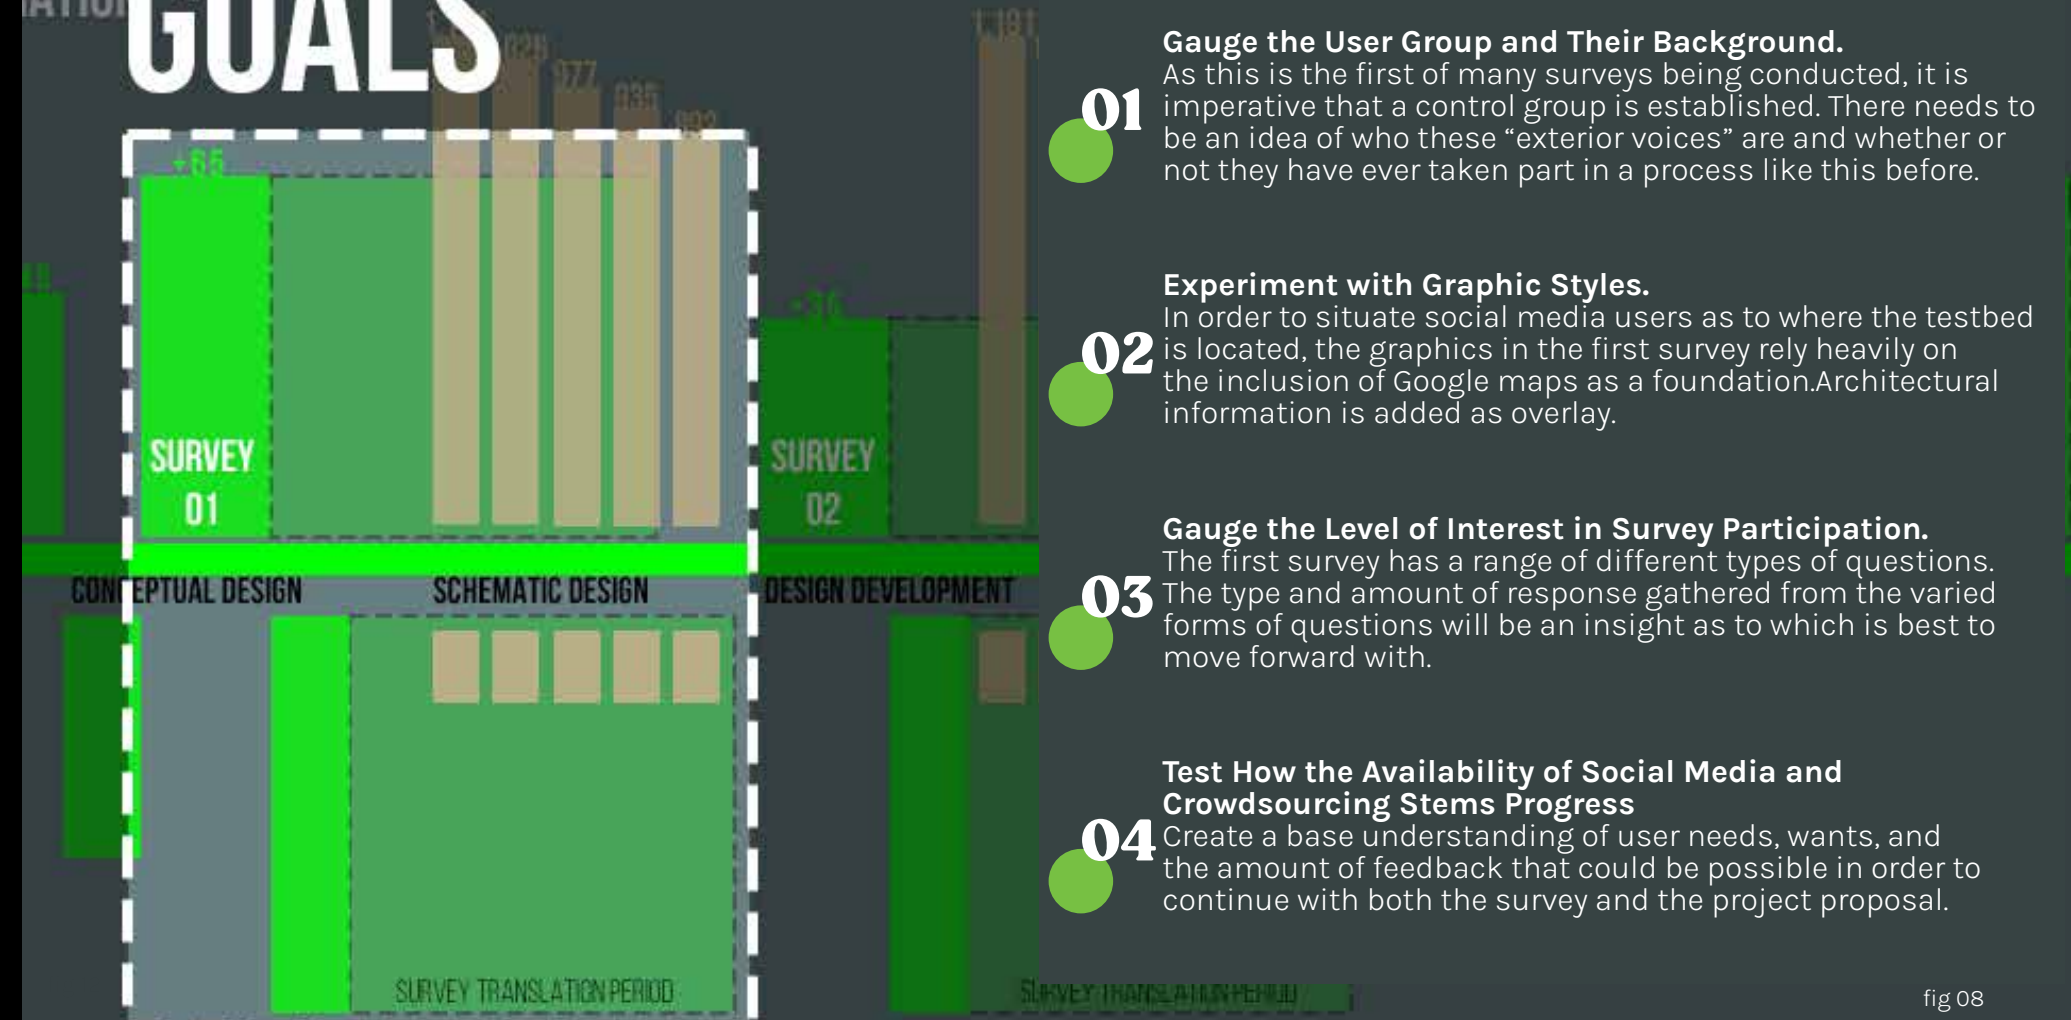 GOALS
+65
977
935
SURVEY
01
SURVEY
02
CONCEPTUAL DESIGN
SCHEMATIC DESIGN
DESIGN DEVELOPMENT
SURVEY TRANSLATION PERIOD
SURVEY TRANSLATION PERIOD
01
Gauge the User Group and Their Background.
As this is the first of many surveys being conducted, it is
imperative that a control group is established. There needs to
be an idea of who these “exterior voices” are and whether or
not they have ever taken part in a process like this before.
02
Experiment with Graphic Styles.
In order to situate social media users as to where the testbed
is located, the graphics in the first survey rely heavily on
the inclusion of Google maps as a foundation.Architectural
information is added as overlay.
03
Gauge the Level of Interest in Survey Participation.
The first survey has a range of different types of questions.
The type and amount of response gathered from the varied
forms of questions will be an insight as to which is best to
move forward with.
04
Test How the Availability of Social Media and
Crowdsourcing Stems Progress
Create a base understanding of user needs, wants, and
the amount of feedback that could be possible in order to
continue with both the survey and the project proposal.
fig 08